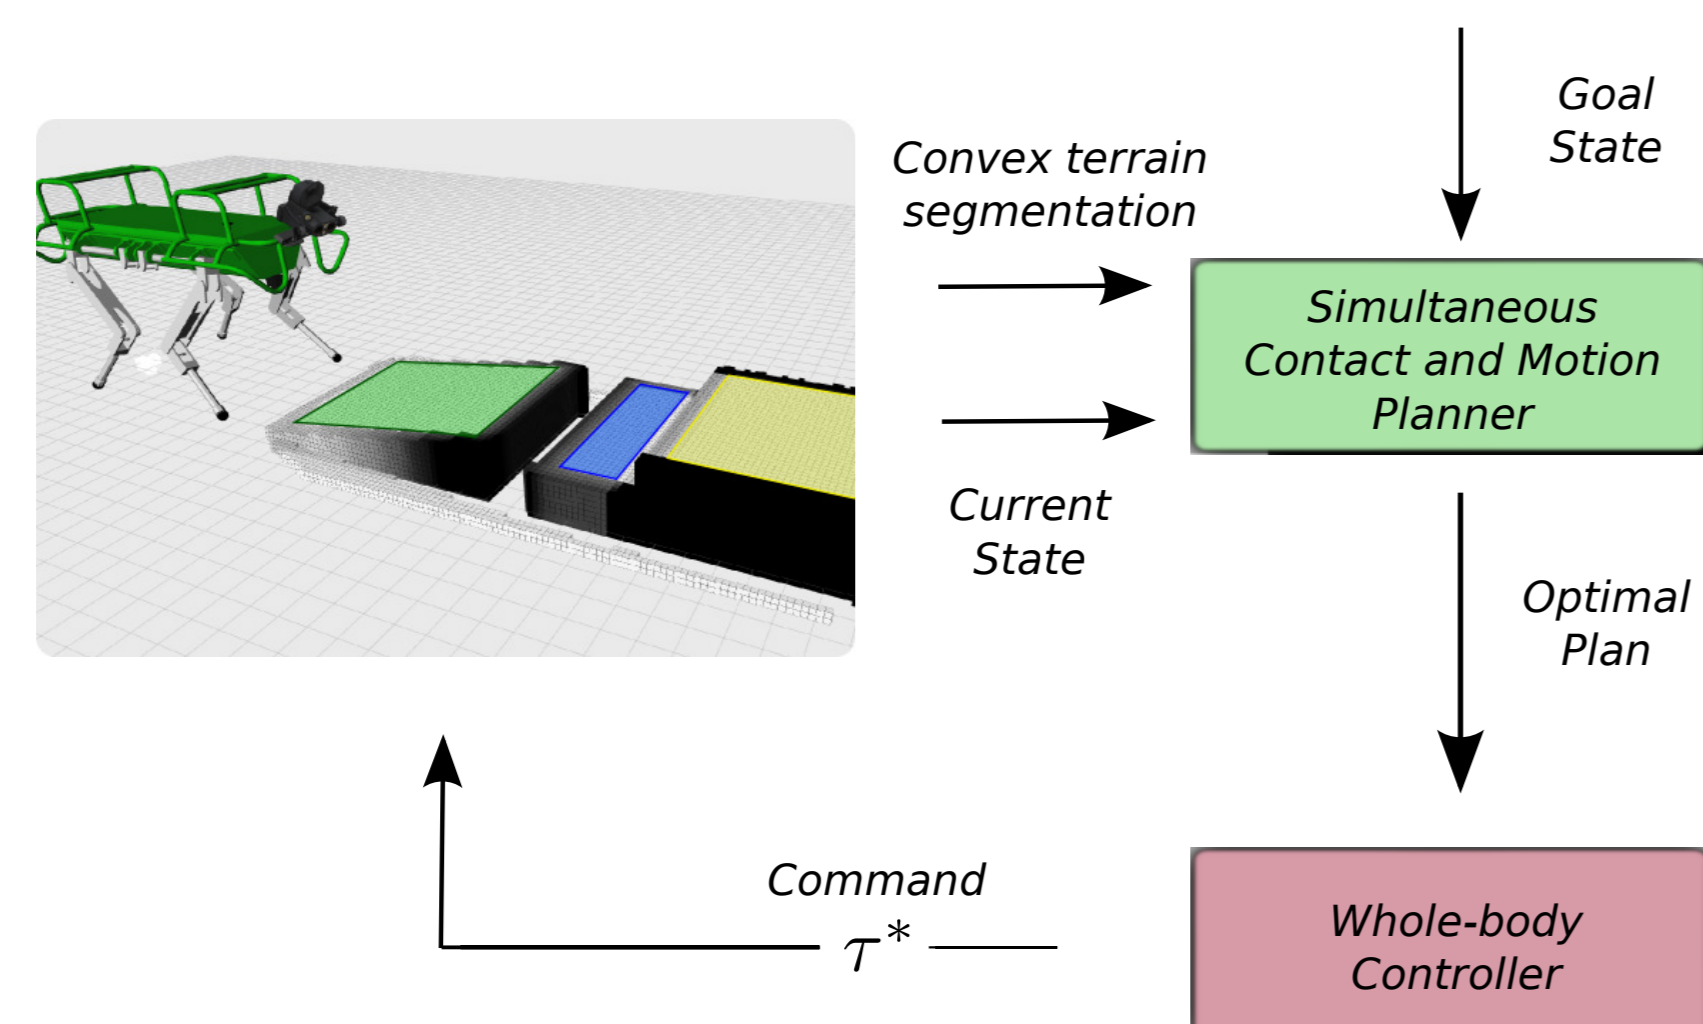 Goal
State
Convex terrain
segmentation
Simultaneous
Contact and Motion
Planner
Current
State
Optimal
Plan
Command
τ*
Whole-body
Controller